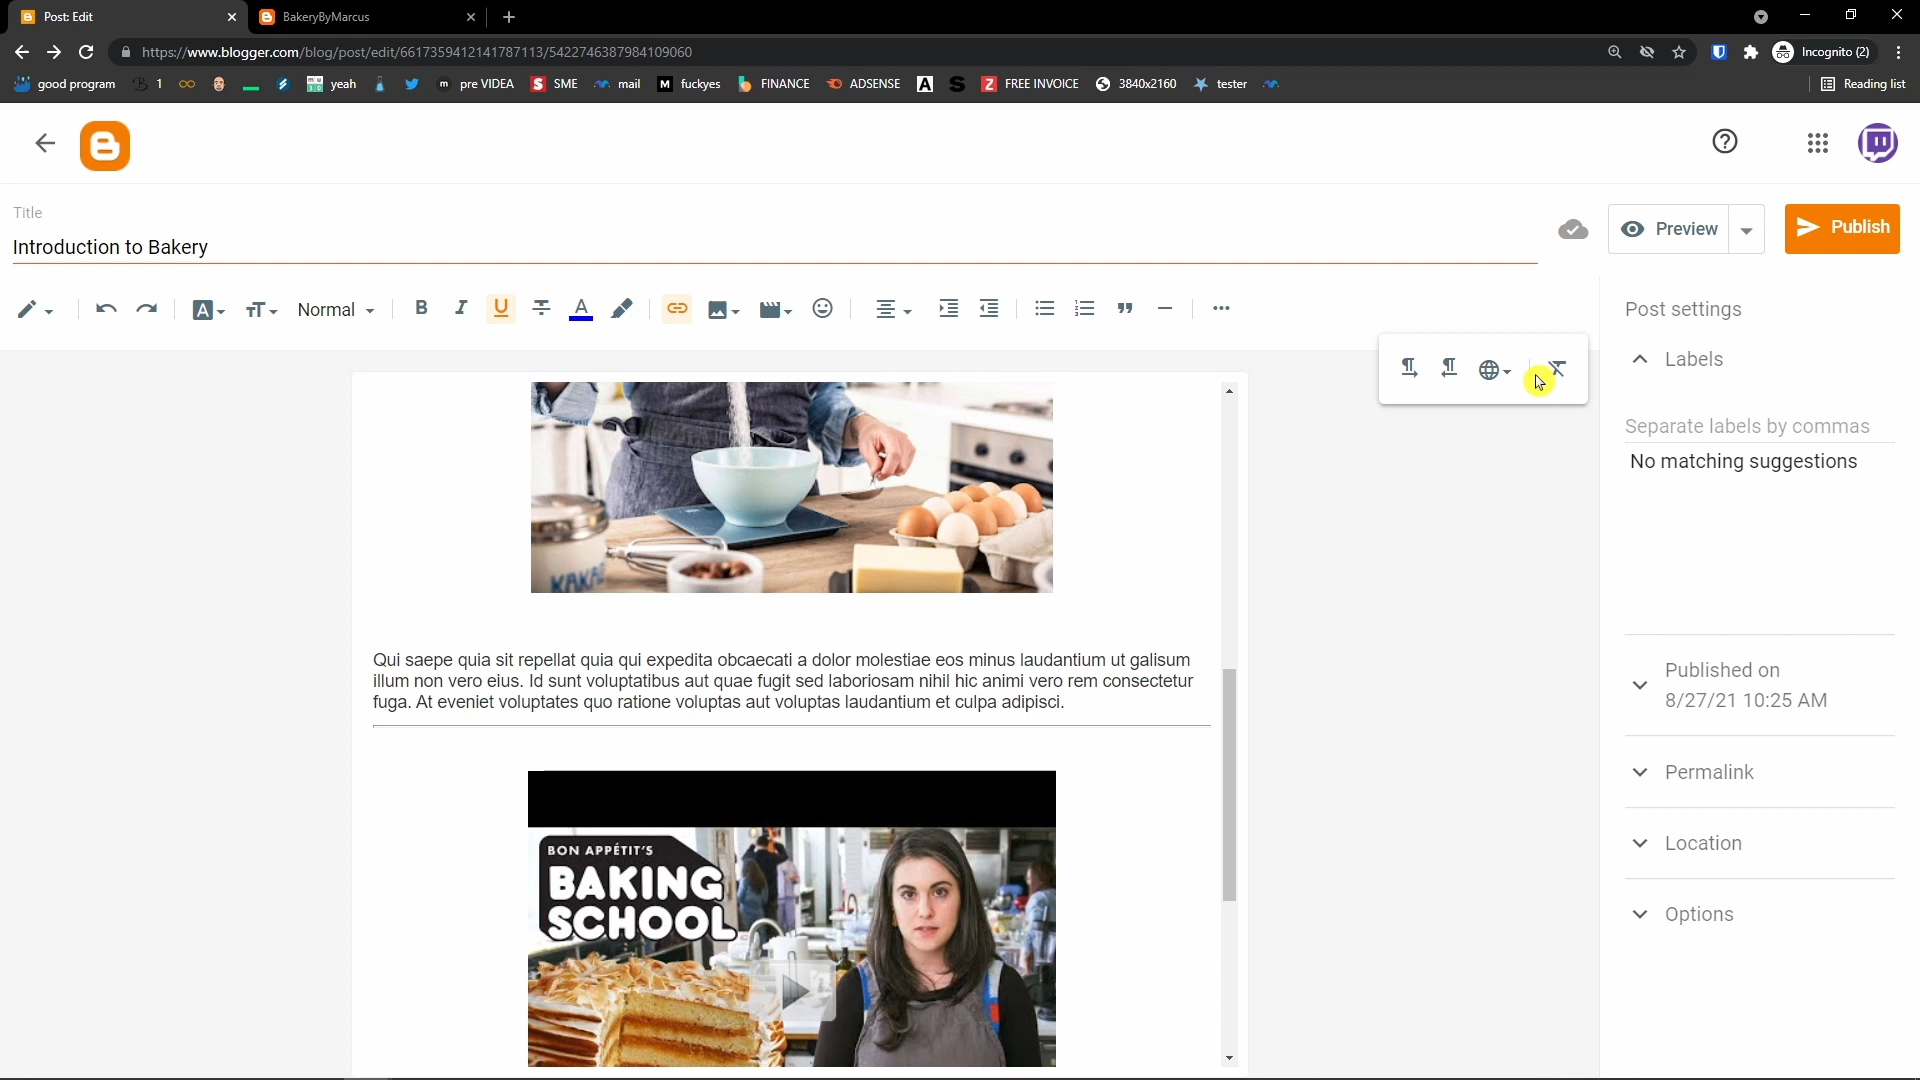 Post: Edit
BakeryByMarcus
https://www.blogger.com/blog/post/edit/6617359412141787113/5422746387984109060
Incognito (2)
good program
1
yeah
pre VIDEA
SME
mail
fuckyes
FINANCE
ADSENSE
FREE INVOICE
3840x2160
tester
Reading list
Title
Introduction to Bakery
Preview
Publish
Normal
Post settings
Labels
Separate labels by commas
No matching suggestions
KAKAO
Qui saepe quia sit repellat quia qui expedita obcaecati a dolor molestiae eos minus laudantium ut galisum
illum non vero eius. Id sunt voluptatibus aut quae fugit sed laboriosam nihil hic animi vero rem consectetur
fuga. At eveniet voluptates quo ratione voluptas aut voluptas laudantium et culpa adipisci.
Published on
8/27/21 10:25 AM
Permalink
Location
Options
BON APPÉTIT'S
BAKING
SCHOOL